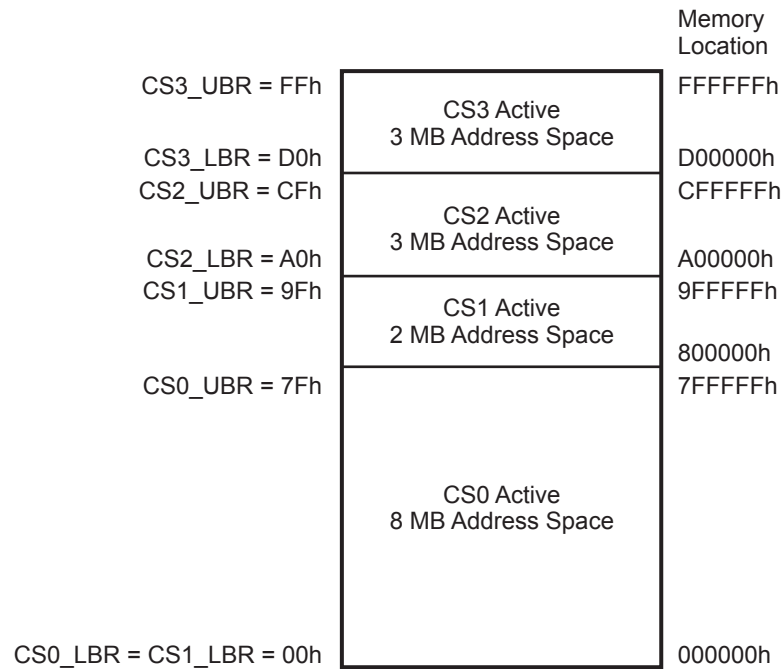 Memory
Location
CS3_UBR = FFh
FFFFFFh
CS3 Active
3 MB Address Space
CS3_LBR = D0h
D00000h
CS2_UBR = CFh
CFFFFFh
CS2 Active
3 MB Address Space
CS2_LBR = A0h
A00000h
CS1_UBR = 9Fh
9FFFFFh
CS1 Active
2 MB Address Space
800000h
CS0_UBR = 7Fh
7FFFFFh
CS0 Active
8 MB Address Space
CS0_LBR = CS1_LBR = 00h
000000h